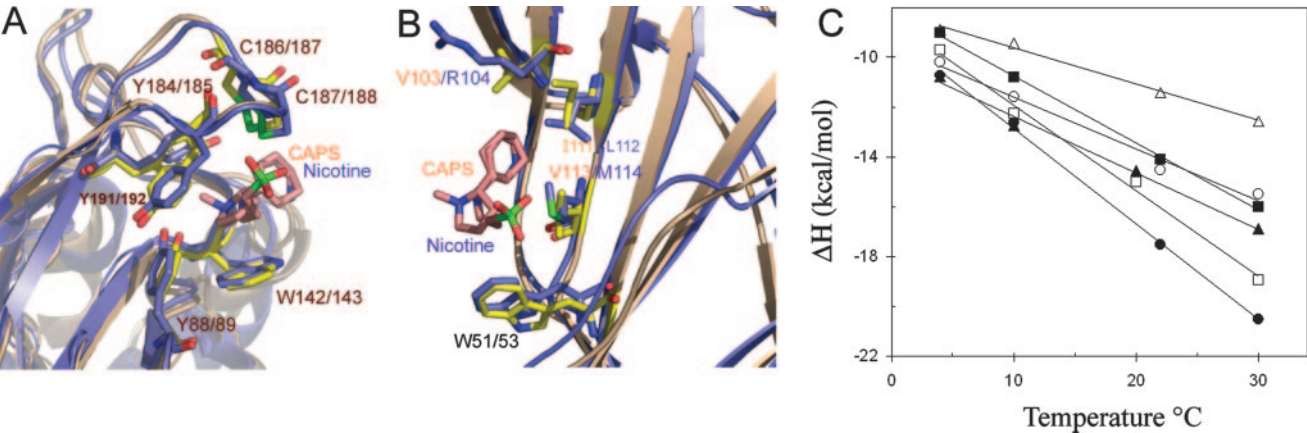 A
C186/187
Y184/185
C187/188
CAPS
Nicotine
Y191/192
W142/143
Y88/89
B
V103/R104
I111/L112
CAPS
V113/M114
Nicotine
W51/53
C
-10
-14
-18
-22
ΔH (kcal/mol)
0
10
20
30
Temperature °C